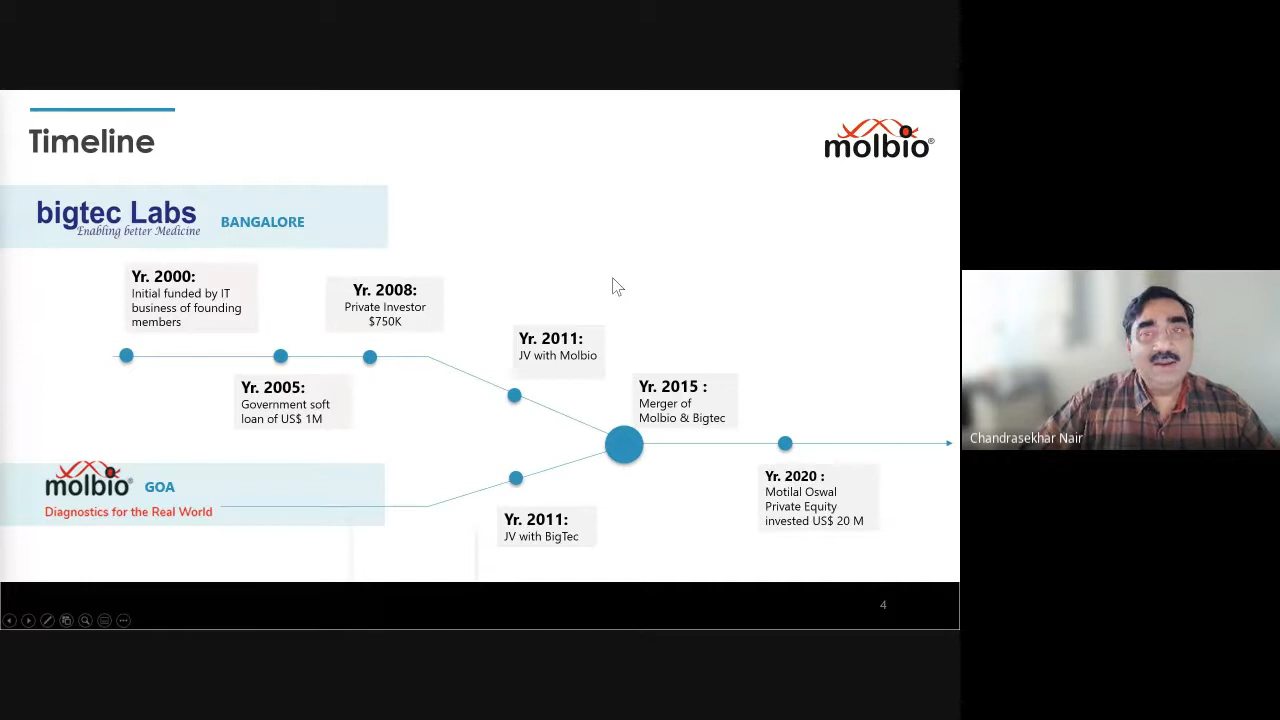 Timeline
molbio®
bigtec Labs
Enabling better Medicine
BANGALORE
Yr. 2000:
Initial funded by IT
business of founding
members
Yr. 2008:
Private Investor
$750K
Yr. 2011:
JV with Molbio
Yr. 2005:
Government soft
loan of US$ 1M
Yr. 2015 :
Merger of
Molbio & Bigtec
molbio®
GOA
Diagnostics for the Real World
Yr. 2011:
JV with BigTec
Yr. 2020 :
Motilal Oswal
Private Equity
invested US$ 20 M
4
Chandrasekhar Nair